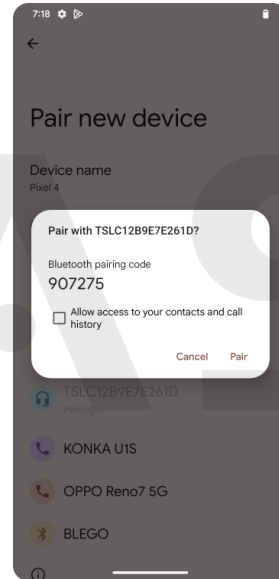 7:18
Pair new device
Device name
Pixel 4
Pair with TSLC12B9E7E261D?
Bluetooth pairing code
907275
Allow access to your contacts and call
history
Cancel Pair
TSLC12B9E7E261D
Pairing...
KONKA U1S
OPPO Reno7 5G
BLEGO